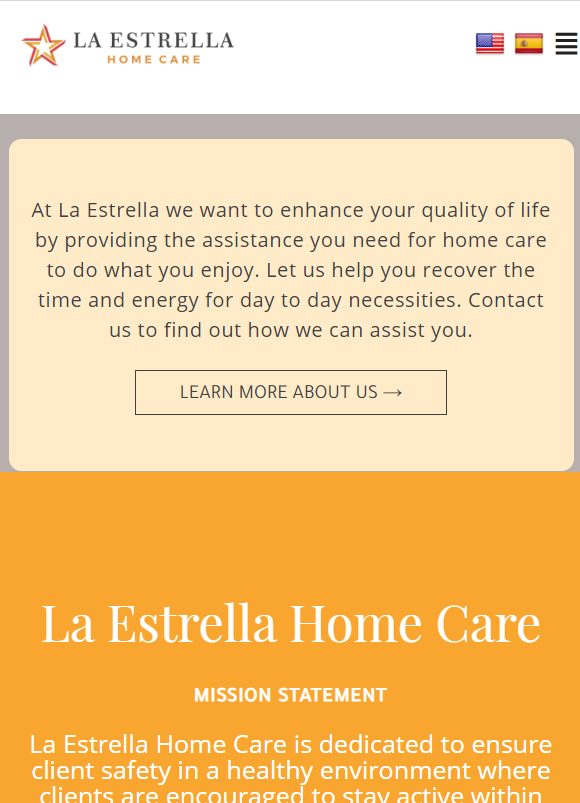 LA ESTRELLA
HOME CARE
At La Estrella we want to enhance your quality of life
by providing the assistance you need for home care
to do what you enjoy. Let us help you recover the
time and energy for day to day necessities. Contact
us to find out how we can assist you.
LEARN MORE ABOUT US →
La Estrella Home Care
MISSION STATEMENT
La Estrella Home Care is dedicated to ensure
client safety in a healthy environment where
clients are encouraged to stay active within